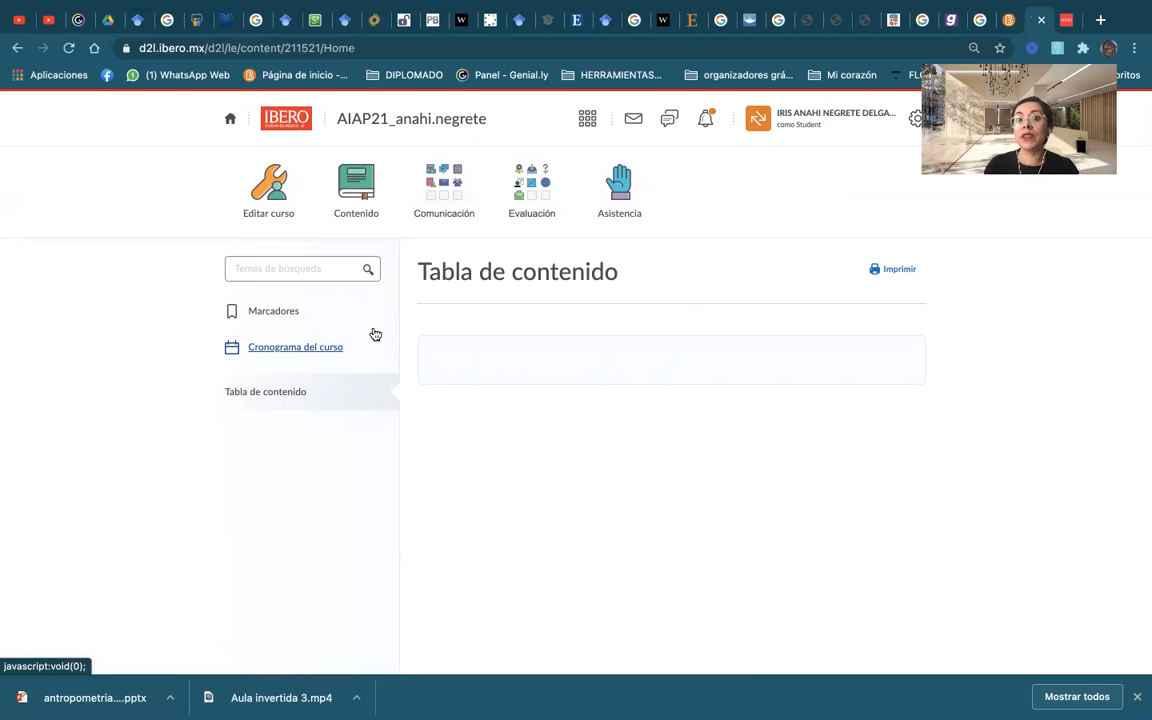 d2l.ibero.mx/d2l/le/content/211521/Home
Aplicaciones
(1) WhatsApp Web
Página de inicio -...
DIPLOMADO
Panel - Genial.ly
HERRAMIENTAS...
organizadores grá...
Mi corazón
IBERO
CIUDAD DE MÉXICO
AIAP21_anahi.negrete
IRIS ANAHI NEGRETE DELGA...
como Student
Editar curso
Contenido
Comunicación
Evaluación
Asistencia
Temas de búsqueda
Tabla de contenido
Imprimir
Marcadores
Cronograma del curso
Tabla de contenido
javascript:void(0);
antropometria....pptx
Aula invertida 3.mp4
Mostrar todos